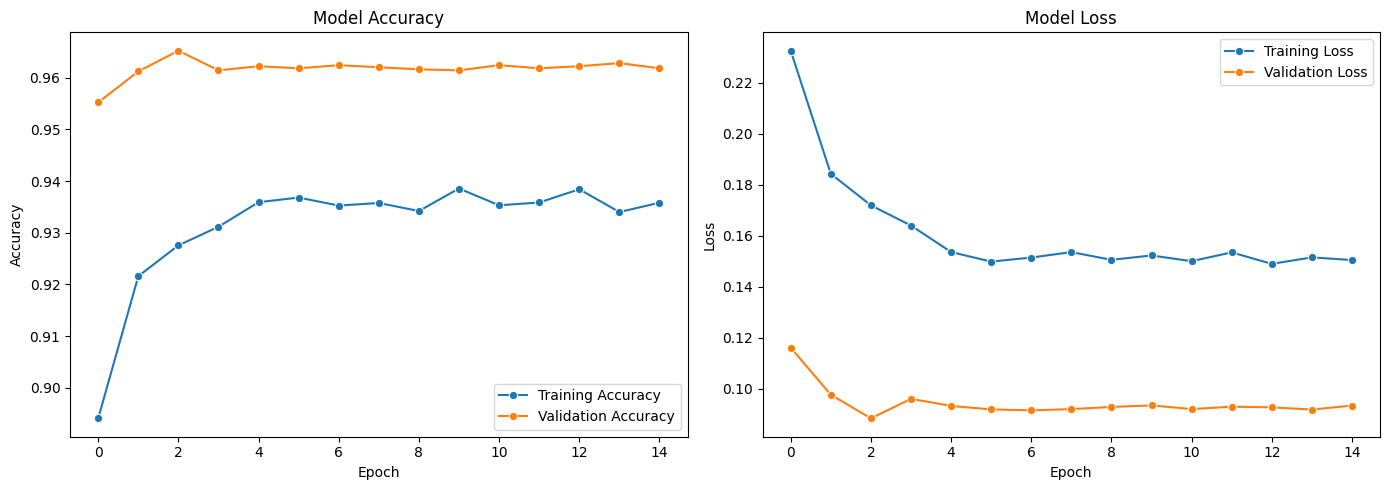 Model Accuracy
Accuracy
0.96
0.95
0.94
0.93
0.92
0.91
0.90
0 2 4 6 8 10 12 14
Epoch
Training Accuracy
Validation Accuracy
Model Loss
Loss
0.22
0.20
0.18
0.16
0.14
0.12
0.10
0 2 4 6 8 10 12 14
Epoch
Training Loss
Validation Loss